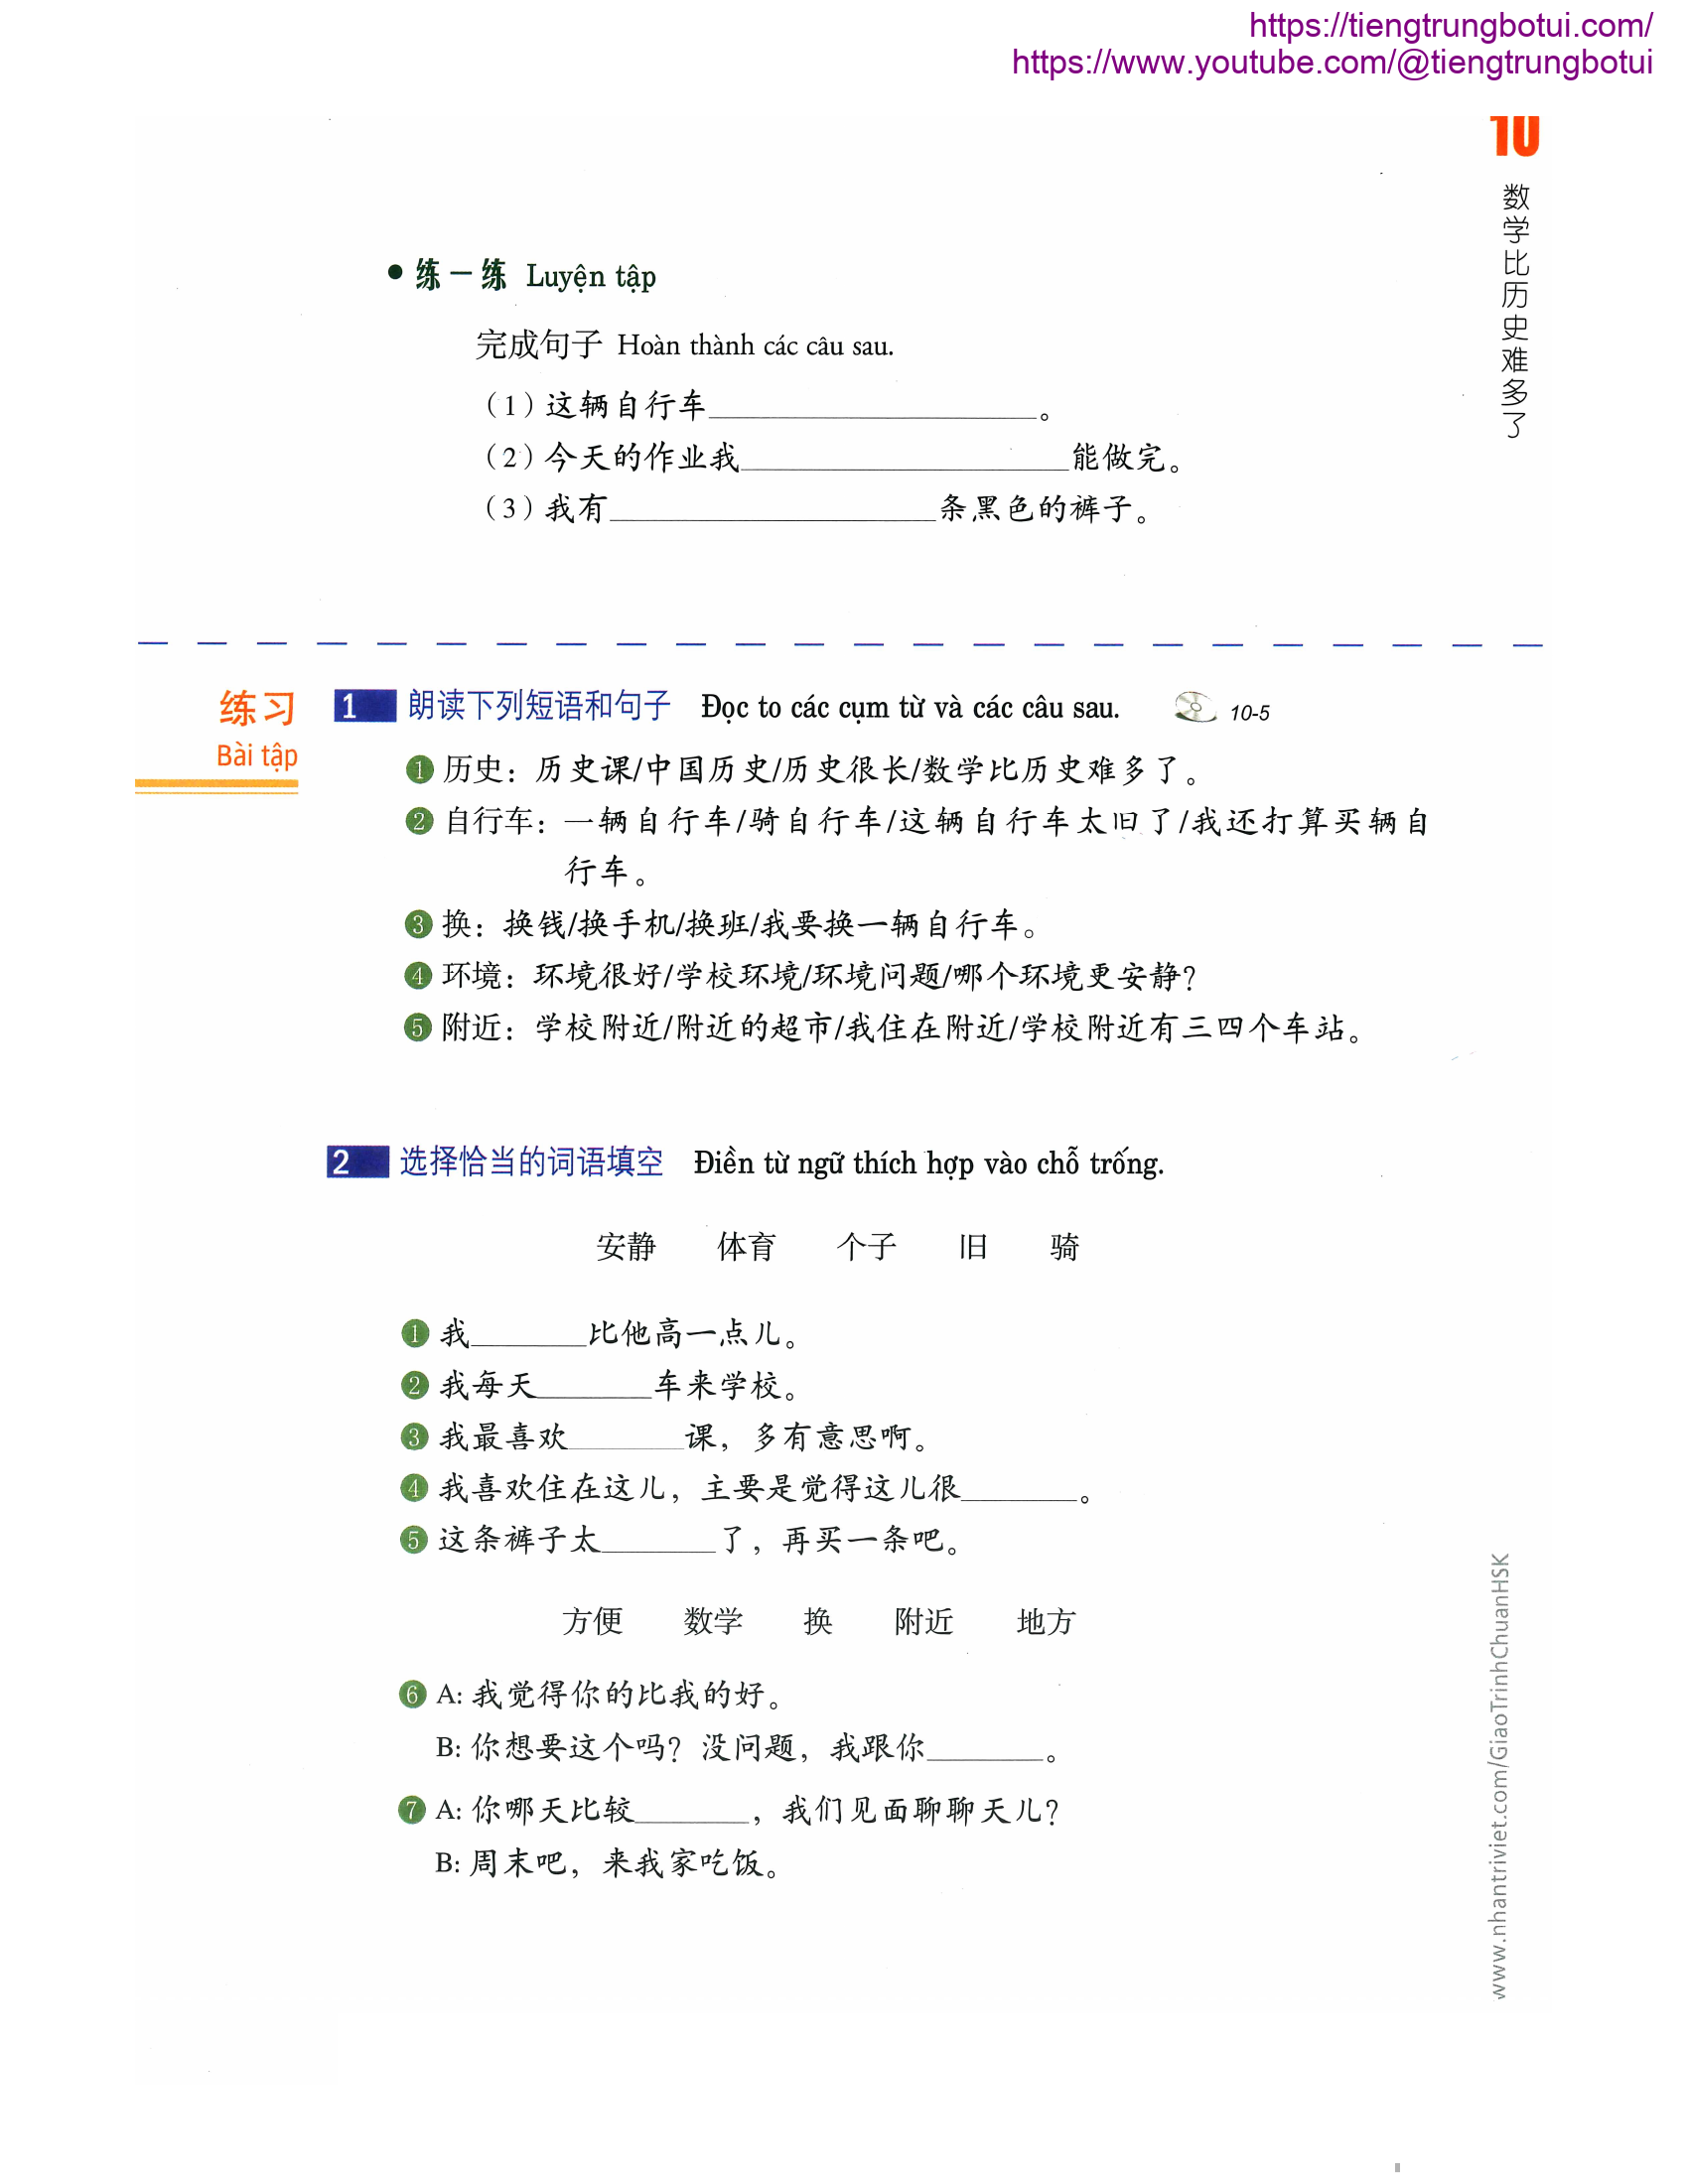 https://tiengtrungbotui.com/
https://www.youtube.com/@tiengtrungbotui
10
数学比历史难多了
● 练一练 Luyện tập
完成句子 Hoàn thành các câu sau.
（1）这辆自行车____________________。
（2）今天的作业我____________________能做完。
（3）我有____________________条黑色的裤子。
练习
Bài tập
1 朗读下列短语和句子 Đọc to các cụm từ và các câu sau. 10-5
❶ 历史：历史课/中国历史/历史很长/数学比历史难多了。
❷ 自行车：一辆自行车/骑自行车/这辆自行车太旧了/我还打算买辆自
行车。
❸ 换：换钱/换手机/换班/我要换一辆自行车。
❹ 环境：环境很好/学校环境/环境问题/哪个环境更安静？
❺ 附近：学校附近/附近的超市/我住在附近/学校附近有三四个车站。
2 选择恰当的词语填空 Điền từ ngữ thích hợp vào chỗ trống.
安静 体育 个子 旧 骑
❶ 我_______比他高一点儿。
❷ 我每天_______车来学校。
❸ 我最喜欢_______课，多有意思啊。
❹ 我喜欢住在这儿，主要是觉得这儿很_______。
❺ 这条裤子太_______了，再买一条吧。
方便 数学 换 附近 地方
❻ A: 我觉得你的比我的好。
B: 你想要这个吗？没问题，我跟你_______。
❼ A: 你哪天比较_______，我们见面聊聊天儿？
B: 周末吧，来我家吃饭。
www.nhantriviet.com/GiaoTrinhChuanHSK